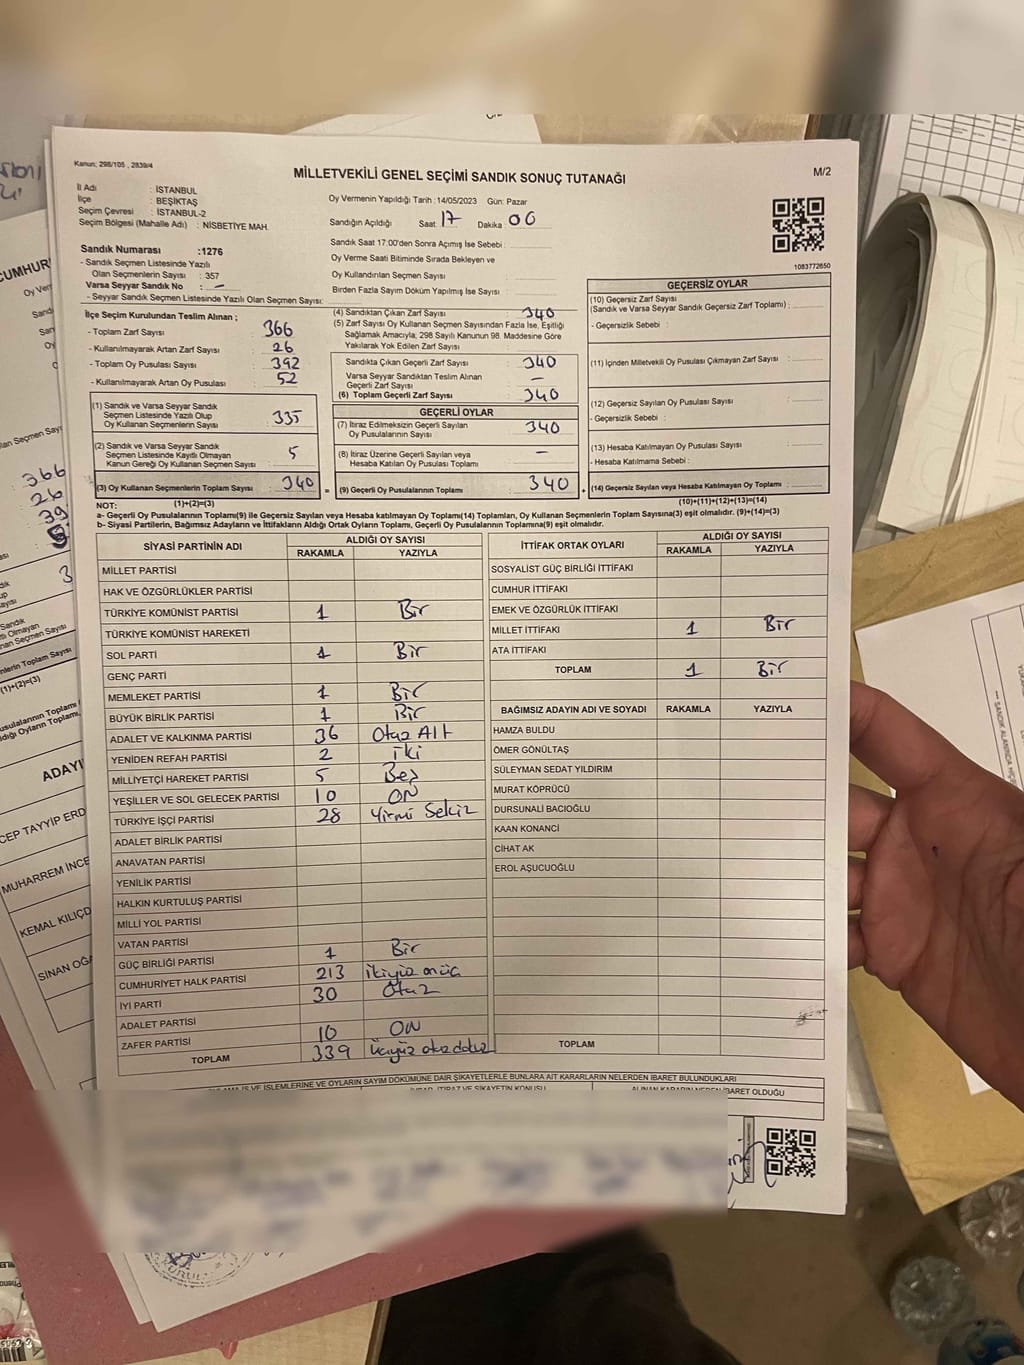 Kanun: 298/105 , 2839/4
M/2
MİLLETVEKİLİ GENEL SEÇİMİ SANDIK SONUÇ TUTANAĞI
İl Adı : İSTANBUL
İlçe : BEŞİKTAŞ
Seçim Çevresi : İSTANBUL-2
Seçim Bölgesi (Mahalle Adı) : NİSBETİYE MAH.
Oy Vermenin Yapıldığı Tarih : 14/05/2023 Gün: Pazar
Sandığın Açıldığı Saat 17 Dakika 00
Sandık Saat 17:00'den Sonra Açımış İse Sebebi :
Oy Verme Saati Bitiminde Sırada Bekleyen ve
Oy Kullandırılan Seçmen Sayısı
Birden Fazla Sayım Döküm Yapılmış İse Sayısı :
1083772650
Sandık Numarası :1276
- Sandık Seçmen Listesinde Yazılı
Olan Seçmenlerin Sayısı : 357
Varsa Seyyar Sandık No : –
- Seyyar Sandık Seçmen Listesinde Yazılı Olan Seçmen Sayısı:
İlçe Seçim Kurulundan Teslim Alınan ;
- Toplam Zarf Sayısı : 366
- Kullanılmayarak Artan Zarf Sayısı : 26
- Toplam Oy Pusulası Sayısı : 392
- Kullanılmayarak Artan Oy Pusulası : 52
(1) Sandık ve Varsa Seyyar Sandık
Seçmen Listesinde Yazılı Olup
Oy Kullanan Seçmenlerin Sayısı : 335
(2) Sandık ve Varsa Seyyar Sandık
Seçmen Listesinde Kayıtlı Olmayan
Kanun Gereği Oy Kullanan Seçmen Sayısı : 5
(3) Oy Kullanan Seçmenlerin Toplam Sayısı : 340
(4) Sandıktan Çıkan Zarf Sayısı : 340
(5) Zarf Sayısı Oy Kullanan Seçmen Sayısından Fazla İse, Eşitliği
Sağlamak Amacıyla; 298 Sayılı Kanunun 98. Maddesine Göre
Yakılarak Yok Edilen Zarf Sayısı :
Sandıkta Çıkan Geçerli Zarf Sayısı : 340
Varsa Seyyar Sandıktan Teslim Alınan
Geçerli Zarf Sayısı : –
(6) Toplam Geçerli Zarf Sayısı : 340
GEÇERLİ OYLAR
(7) İtiraz Edilmeksizin Geçerli Sayılan
Oy Pusulalarının Sayısı : 340
(8) İtiraz Üzerine Geçerli Sayılan veya
Hesaba Katılan Oy Pusulası Toplamı : –
= (9) Geçerli Oy Pusulalarının Toplamı : 340
GEÇERSİZ OYLAR
(10) Geçersiz Zarf Sayısı
(Sandık ve Varsa Seyyar Sandık Geçersiz Zarf Toplamı) :
- Geçersizlik Sebebi :
(11) İçinden Milletvekili Oy Pusulası Çıkmayan Zarf Sayısı :
(12) Geçersiz Sayılan Oy Pusulası Sayısı :
- Geçersizlik Sebebi :
(13) Hesaba Katılmayan Oy Pusulası Sayısı :
- Hesaba Katılmama Sebebi :
+ (14) Geçersiz Sayılan veya Hesaba Katılmayan Oy Toplamı :
NOT: (1)+(2)=(3) (10)+(11)+(12)+(13)=(14)
a- Geçerli Oy Pusulalarının Toplamı(9) ile Geçersiz Sayılan veya Hesaba katılmayan Oy Toplamı(14) Toplamları, Oy Kullanan Seçmenlerin Toplam Sayısına(3) eşit olmalıdır. (9)+(14)=(3)
b- Siyasi Partilerin, Bağımsız Adayların ve İttifakların Aldığı Ortak Oyların Toplamı, Geçerli Oy Pusulalarının Toplamına(9) eşit olmalıdır.
SİYASİ PARTİNİN ADI ALDIĞI OY SAYISI
RAKAMLA YAZIYLA
MİLLET PARTİSİ
HAK VE ÖZGÜRLÜKLER PARTİSİ
TÜRKİYE KOMÜNİST PARTİSİ 1 Bir
TÜRKİYE KOMÜNİST HAREKETİ
SOL PARTİ 1 Bir
GENÇ PARTİ
MEMLEKET PARTİSİ 1 Bir
BÜYÜK BİRLİK PARTİSİ 1 Bir
ADALET VE KALKINMA PARTİSİ 36 Otuz Altı
YENİDEN REFAH PARTİSİ 2 iki
MİLLİYETÇİ HAREKET PARTİSİ 5 Beş
YEŞİLLER VE SOL GELECEK PARTİSİ 10 ON
TÜRKİYE İŞÇİ PARTİSİ 28 Yirmi Sekiz
ADALET BİRLİK PARTİSİ
ANAVATAN PARTİSİ
YENİLİK PARTİSİ
HALKIN KURTULUŞ PARTİSİ
MİLLİ YOL PARTİSİ
VATAN PARTİSİ
GÜÇ BİRLİĞİ PARTİSİ 1 Bir
CUMHURİYET HALK PARTİSİ 213 ikiyüz onüç
İYİ PARTİ 30 Otuz
ADALET PARTİSİ
ZAFER PARTİSİ 10 ON
TOPLAM 339 üçyüz otuzdokuz
İTTİFAK ORTAK OYLARI ALDIĞI OY SAYISI
RAKAMLA YAZIYLA
SOSYALİST GÜÇ BİRLİĞİ İTTİFAKI
CUMHUR İTTİFAKI
EMEK VE ÖZGÜRLÜK İTTİFAKI
MİLLET İTTİFAKI 1 Bir
ATA İTTİFAKI
TOPLAM 1 Bir
BAĞIMSIZ ADAYIN ADI VE SOYADI RAKAMLA YAZIYLA
HAMZA BULDU
ÖMER GÖNÜLTAŞ
SÜLEYMAN SEDAT YILDIRIM
MURAT KÖPRÜCÜ
DURSUNALİ BACIOĞLU
KAAN KONANCİ
CİHAT AK
EROL AŞUCUOĞLU
TOPLAM
VE İŞLEMLERİNE VE OYLARIN SAYIM DÖKÜMÜNE DAİR ŞİKAYETLERLE BUNLARA AİT KARARLARIN NELERDEN İBARET BULUNDUKLARI
CUMHUR
366
26
ADAYI
CEP TAYYİP ERD
MUHARREM İNCE
KEMAL KILIÇD
SİNAN OĞA